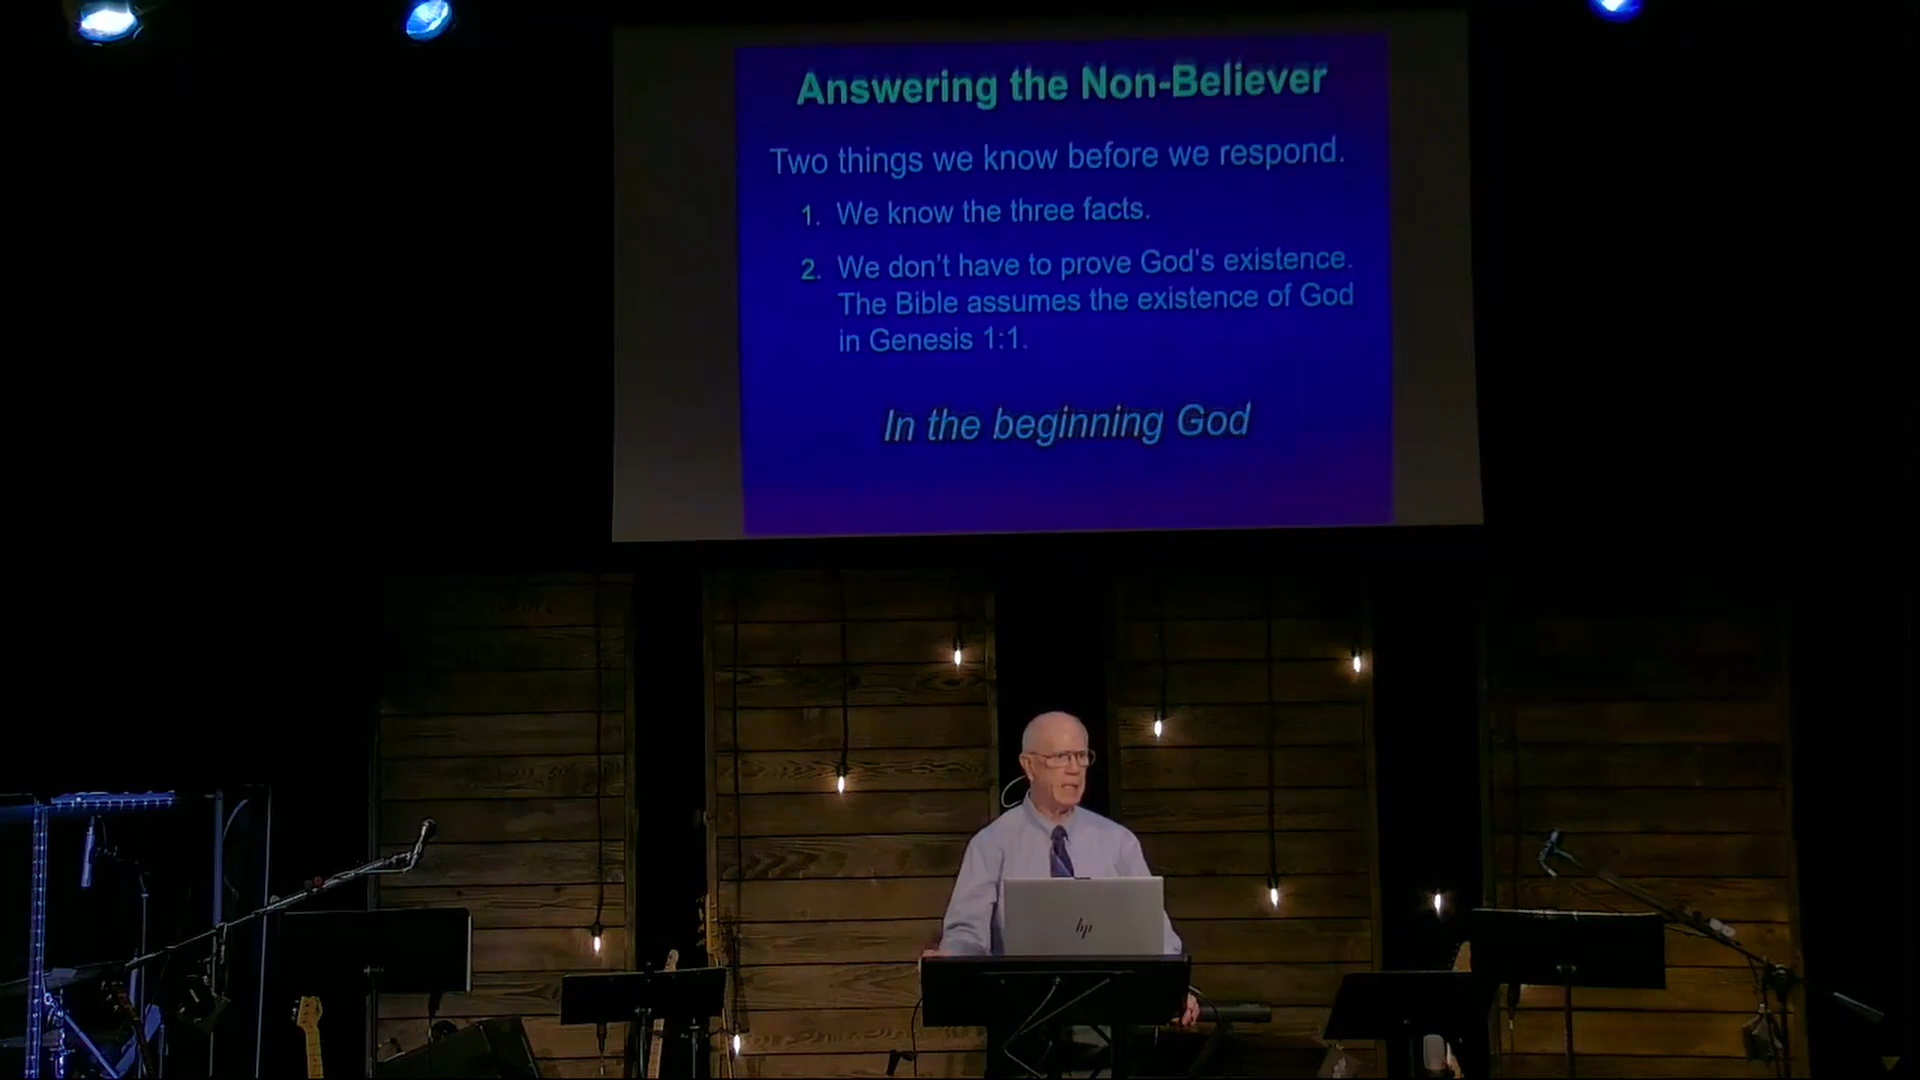 Answering the Non-Believer
Two things we know before we respond.
1. We know the three facts.
2. We don't have to prove God's existence.
The Bible assumes the existence of God
in Genesis 1:1.
In the beginning God
hp